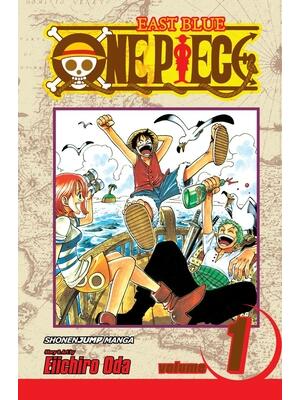 EAST BLUE
ONE PIECE
SHONEN JUMP MANGA
Story & Art by
Eiichiro Oda
volume
1